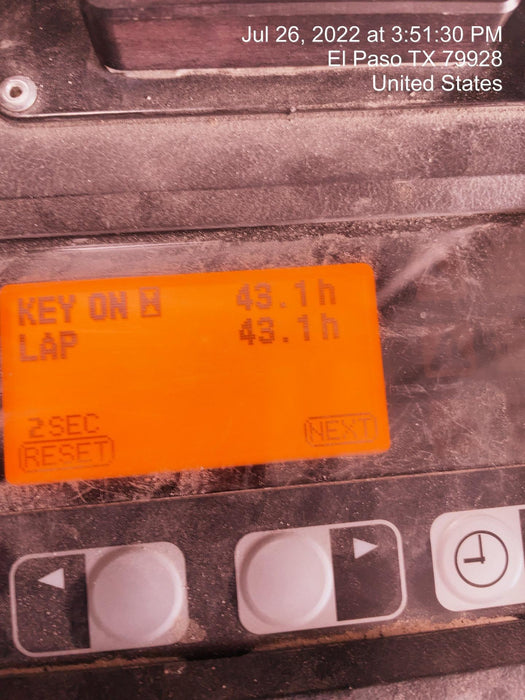 Jul 26, 2022 at 3:51:30 PM
El Paso TX 79928
United States
KEY ON 43.1h
LAP 43.1h
2SEC
RESET NEXT